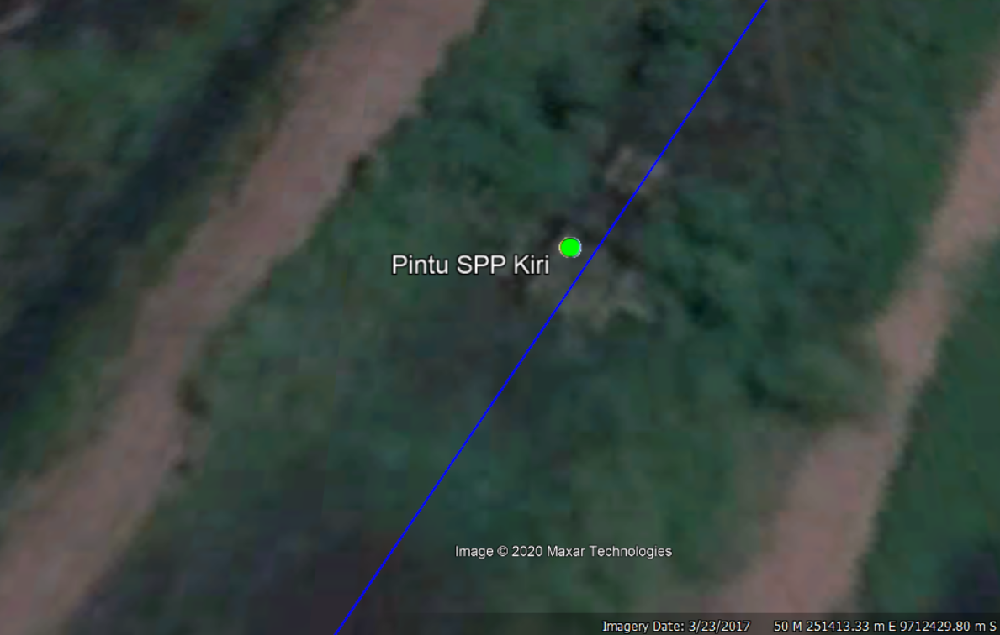 Pintu SPP Kiri
Image © 2020 Maxar Technologies
Imagery Date: 3/23/2017 50 M 251413.33 m E 9712429.80 m S